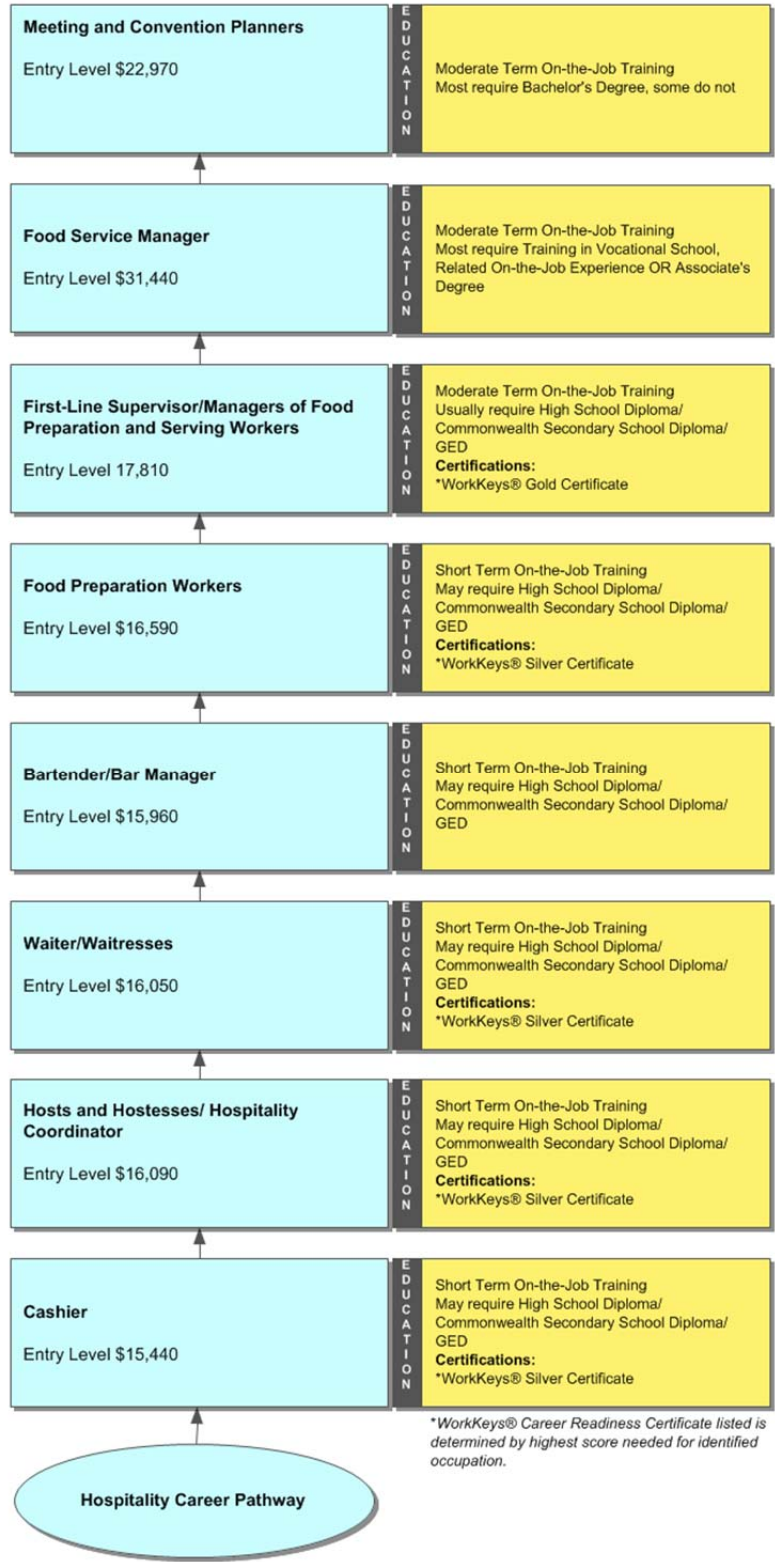 Meeting and Convention Planners
Entry Level $22,970
EDUCATION
Moderate Term On-the-Job Training
Most require Bachelor's Degree, some do not
Food Service Manager
Entry Level $31,440
EDUCATION
Moderate Term On-the-Job Training
Most require Training in Vocational School,
Related On-the-Job Experience OR Associate's
Degree
First-Line Supervisor/Managers of Food
Preparation and Serving Workers
Entry Level 17,810
EDUCATION
Moderate Term On-the-Job Training
Usually require High School Diploma/
Commonwealth Secondary School Diploma/
GED
Certifications:
*WorkKeys® Gold Certificate
Food Preparation Workers
Entry Level $16,590
EDUCATION
Short Term On-the-Job Training
May require High School Diploma/
Commonwealth Secondary School Diploma/
GED
Certifications:
*WorkKeys® Silver Certificate
Bartender/Bar Manager
Entry Level $15,960
EDUCATION
Short Term On-the-Job Training
May require High School Diploma/
Commonwealth Secondary School Diploma/
GED
Waiter/Waitresses
Entry Level $16,050
EDUCATION
Short Term On-the-Job Training
May require High School Diploma/
Commonwealth Secondary School Diploma/
GED
Certifications:
*WorkKeys® Silver Certificate
Hosts and Hostesses/ Hospitality
Coordinator
Entry Level $16,090
EDUCATION
Short Term On-the-Job Training
May require High School Diploma/
Commonwealth Secondary School Diploma/
GED
Certifications:
*WorkKeys® Silver Certificate
Cashier
Entry Level $15,440
EDUCATION
Short Term On-the-Job Training
May require High School Diploma/
Commonwealth Secondary School Diploma/
GED
Certifications:
*WorkKeys® Silver Certificate
*WorkKeys® Career Readiness Certificate listed is
determined by highest score needed for identified
occupation.
Hospitality Career Pathway